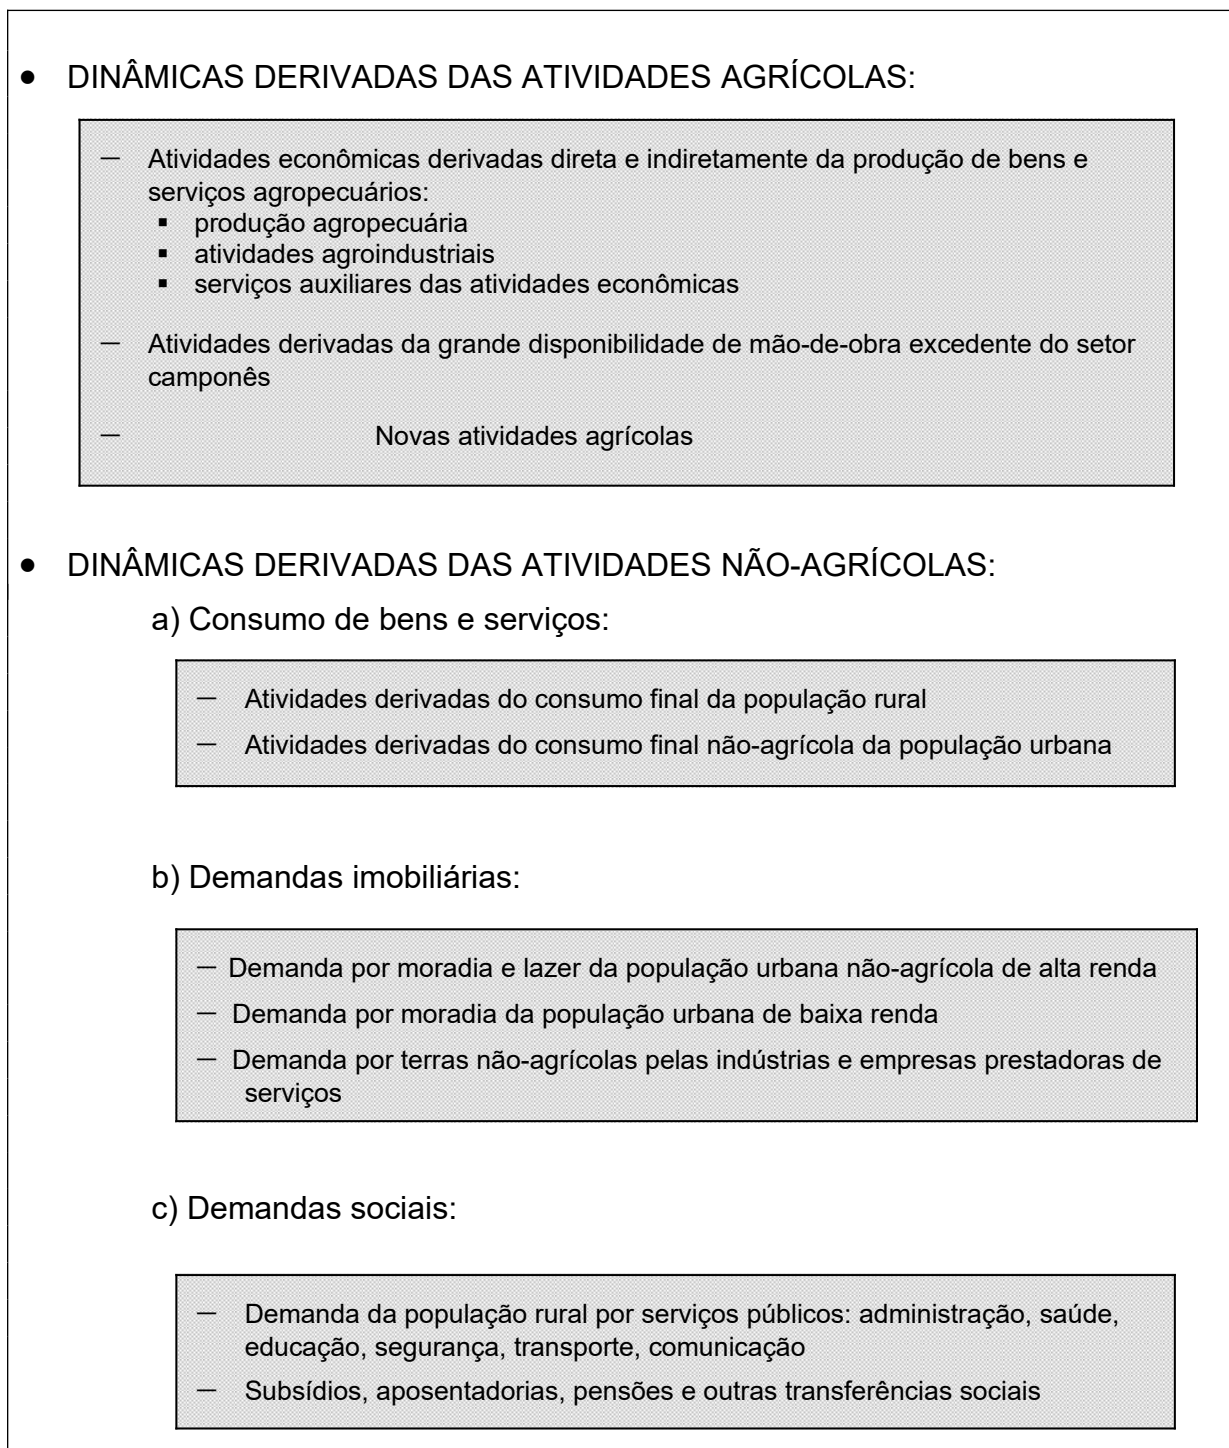 • DINÂMICAS DERIVADAS DAS ATIVIDADES AGRÍCOLAS:
— Atividades econômicas derivadas direta e indiretamente da produção de bens e
serviços agropecuários:
▪ produção agropecuária
▪ atividades agroindustriais
▪ serviços auxiliares das atividades econômicas
— Atividades derivadas da grande disponibilidade de mão-de-obra excedente do setor
camponês
— Novas atividades agrícolas
• DINÂMICAS DERIVADAS DAS ATIVIDADES NÃO-AGRÍCOLAS:
a) Consumo de bens e serviços:
— Atividades derivadas do consumo final da população rural
— Atividades derivadas do consumo final não-agrícola da população urbana
b) Demandas imobiliárias:
— Demanda por moradia e lazer da população urbana não-agrícola de alta renda
— Demanda por moradia da população urbana de baixa renda
— Demanda por terras não-agrícolas pelas indústrias e empresas prestadoras de
serviços
c) Demandas sociais:
— Demanda da população rural por serviços públicos: administração, saúde,
educação, segurança, transporte, comunicação
— Subsídios, aposentadorias, pensões e outras transferências sociais